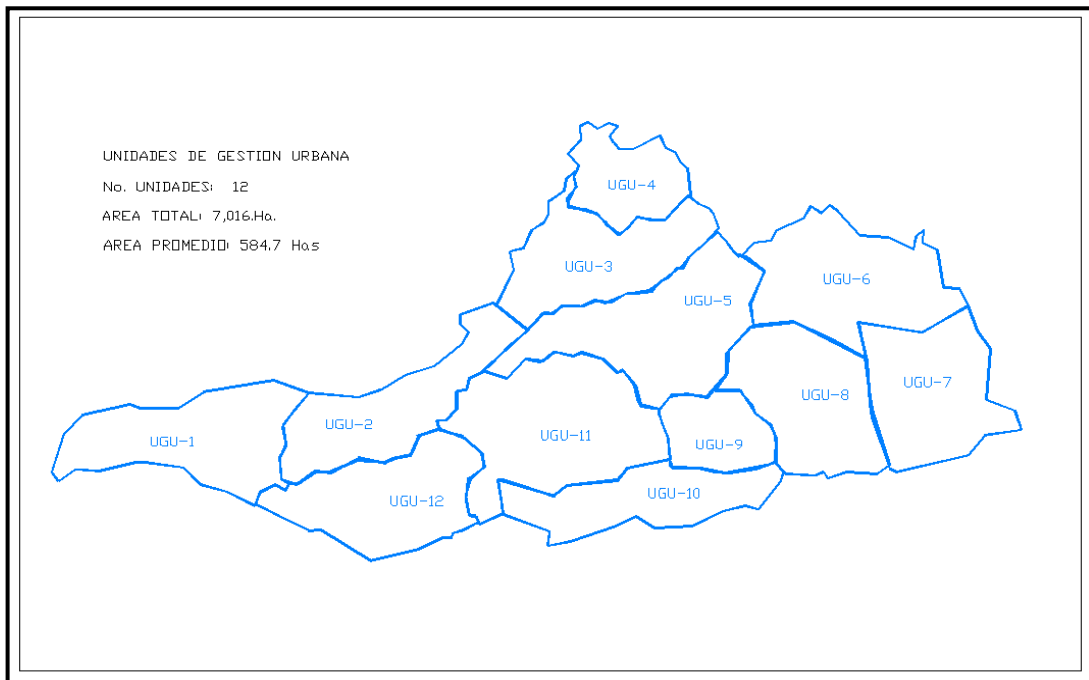 UNIDADES DE GESTION URBANA
No. UNIDADES: 12
AREA TOTAL: 7,016.Ha.
AREA PROMEDIO: 584.7 Has
UGU-4
UGU-3
UGU-6
UGU-5
UGU-7
UGU-8
UGU-2
UGU-11
UGU-1
UGU-9
UGU-10
UGU-12